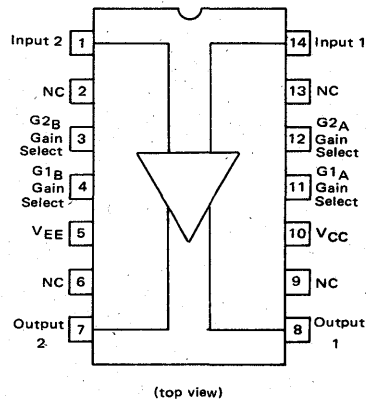 Input 2 1 14 Input 1
NC 2 13 NC
G2B Gain Select 3 12 G2A Gain Select
G1B Gain Select 4 11 G1A Gain Select
VEE 5 10 VCC
NC 6 9 NC
Output 2 7 8 Output 1
(top view)